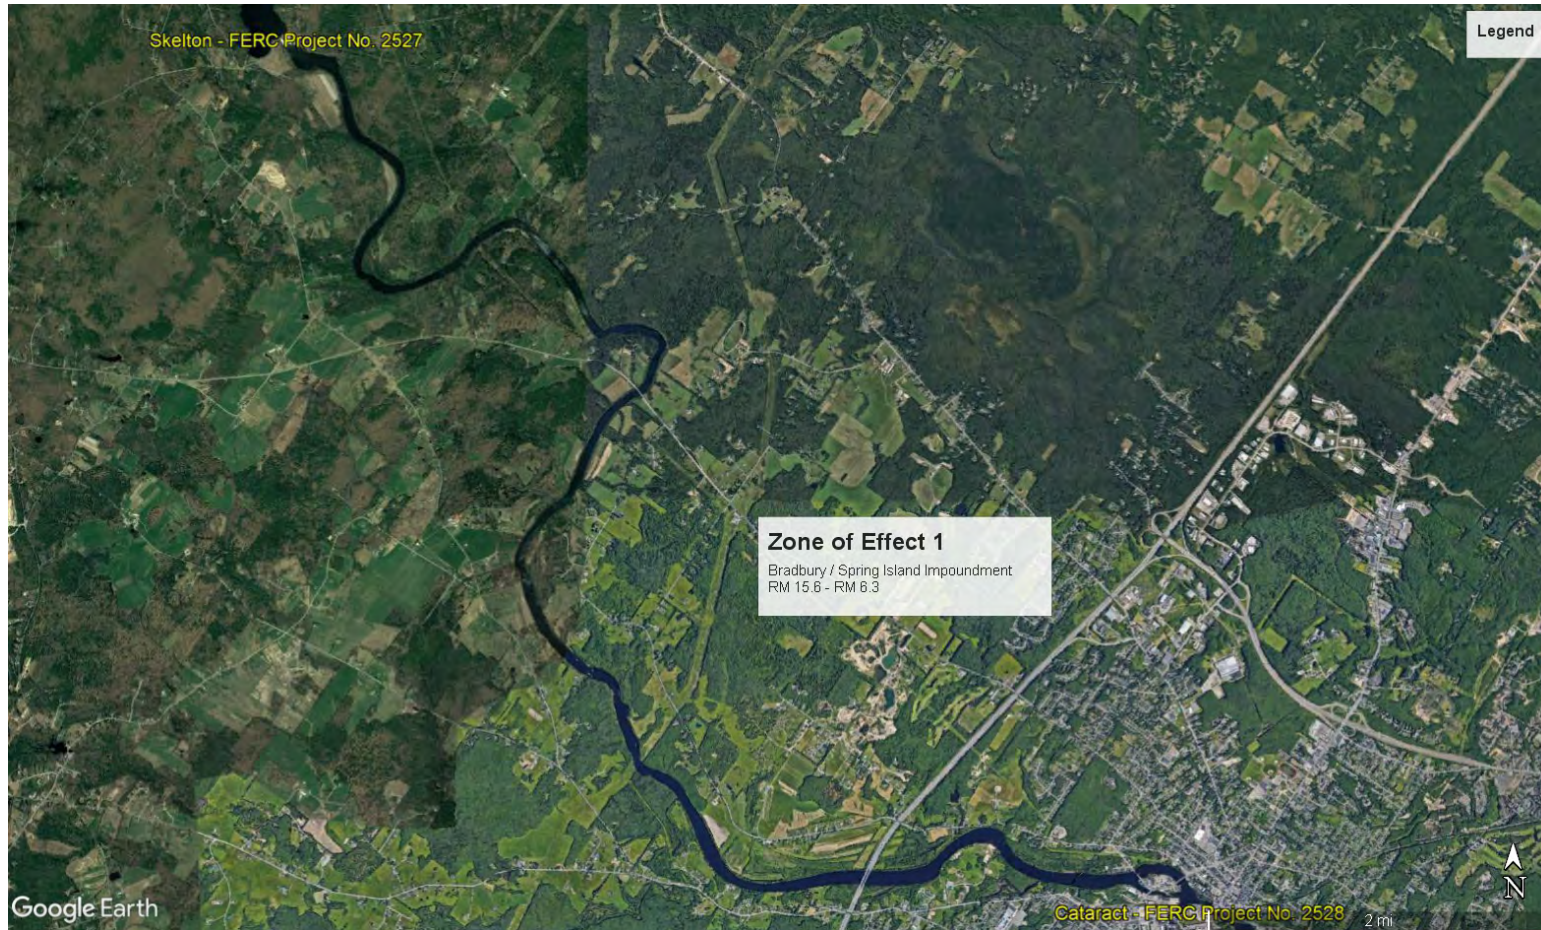 Skelton - FERC Project No. 2527
Legend
Zone of Effect 1
Bradbury / Spring Island Impoundment
RM 15.6 - RM 6.3
N
Google Earth
Cataract - FERC Project No. 2528
2 mi